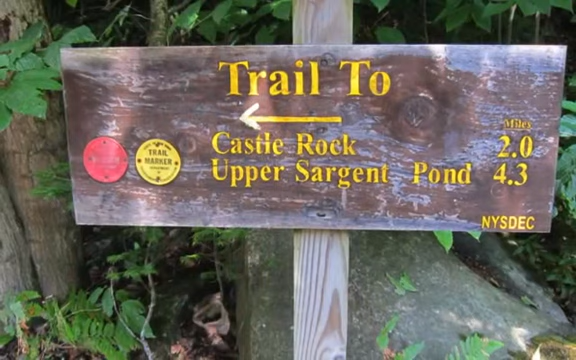 Trail To
Miles
Castle Rock 2.0
Upper Sargent Pond 4.3
TRAIL
MARKER
NYSDEC